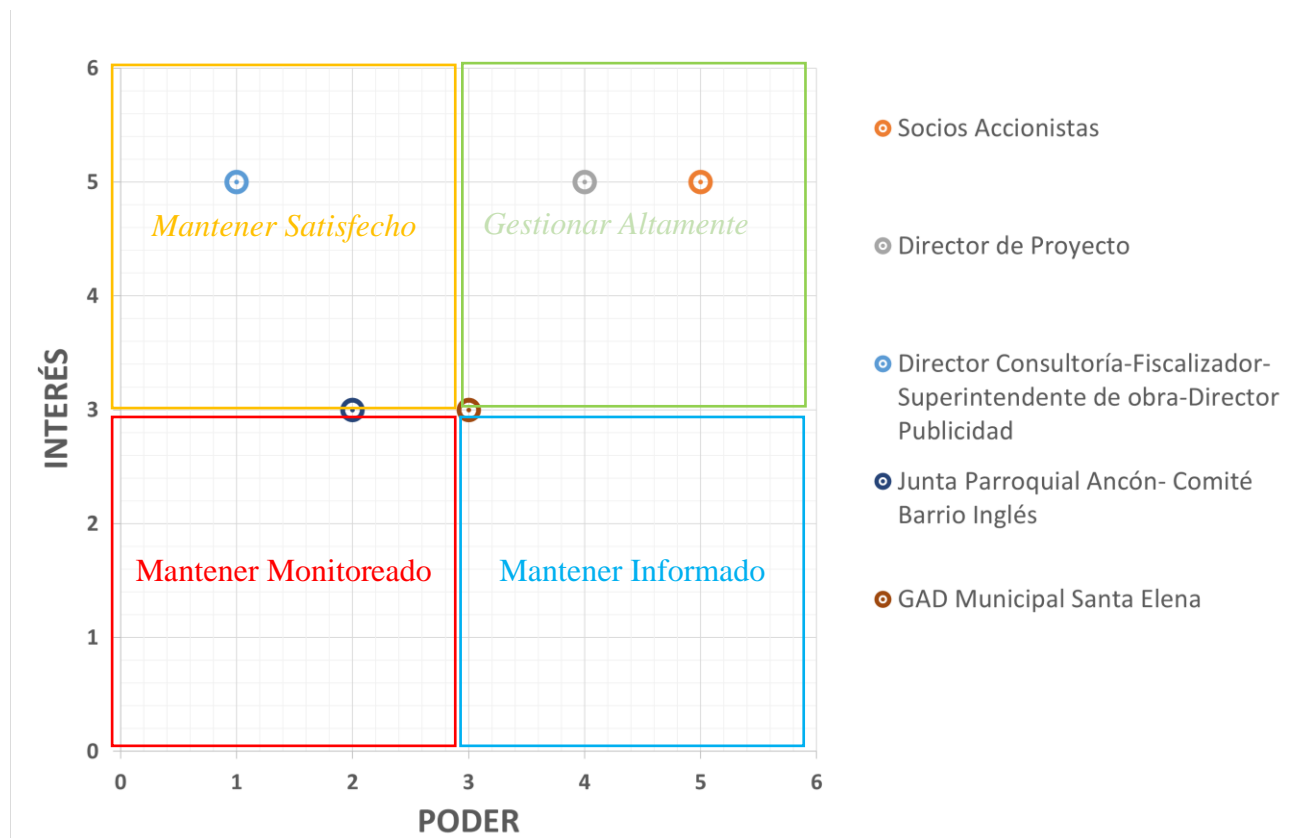 6
5
4
3
2
1
0
INTERÉS
Mantener Satisfecho
Gestionar Altamente
Mantener Monitoreado
Mantener Informado
0 1 2 3 4 5 6
PODER
Socios Accionistas
Director de Proyecto
Director Consultoría-Fiscalizador-
Superintendente de obra-Director
Publicidad
Junta Parroquial Ancón- Comité
Barrio Inglés
GAD Municipal Santa Elena